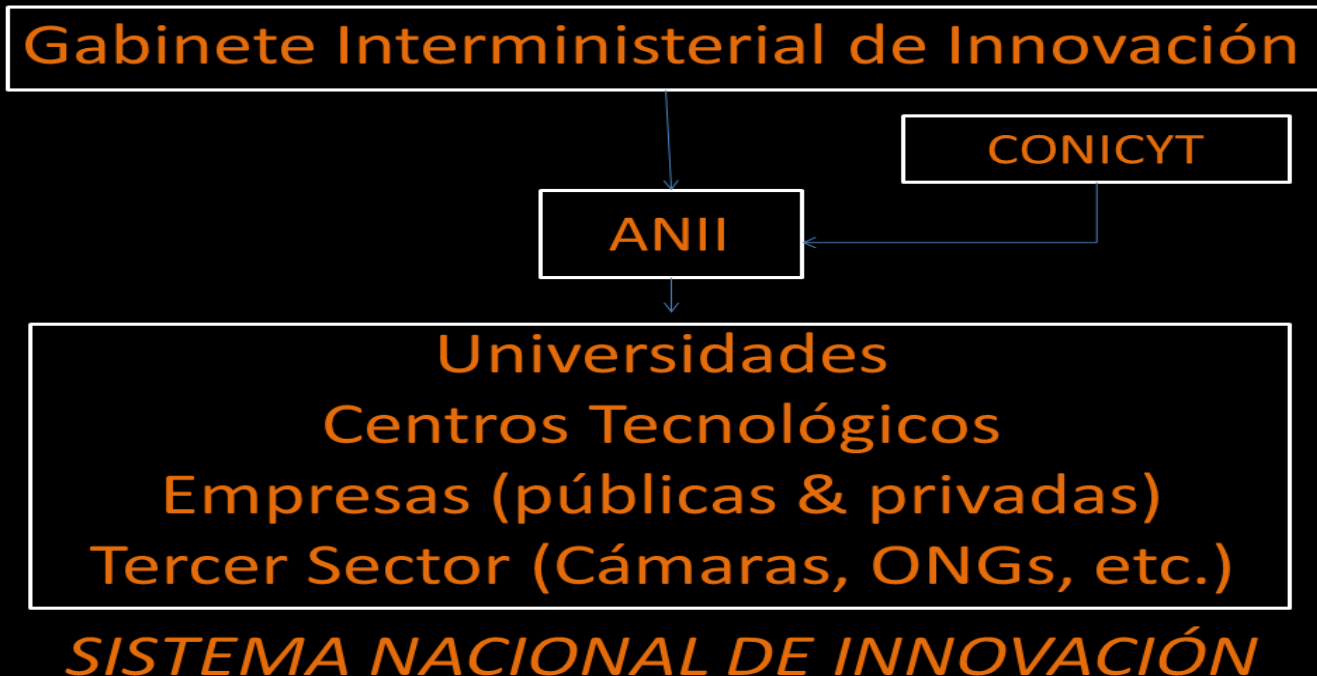 Gabinete Interministerial de Innovación
CONICYT
ANII
Universidades
Centros Tecnológicos
Empresas (públicas & privadas)
Tercer Sector (Cámaras, ONGs, etc.)
SISTEMA NACIONAL DE INNOVACIÓN